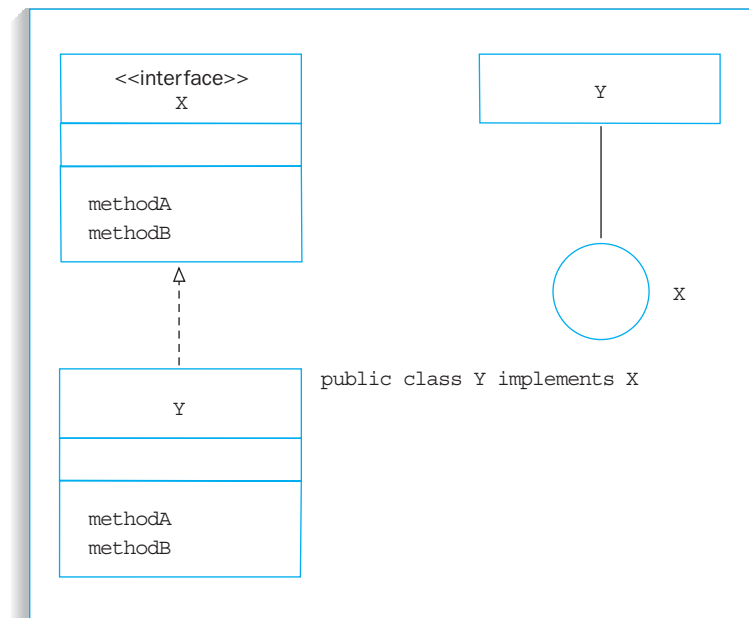 <<interface>>
X
methodA
methodB
Y
methodA
methodB
Y
X
public class Y implements X